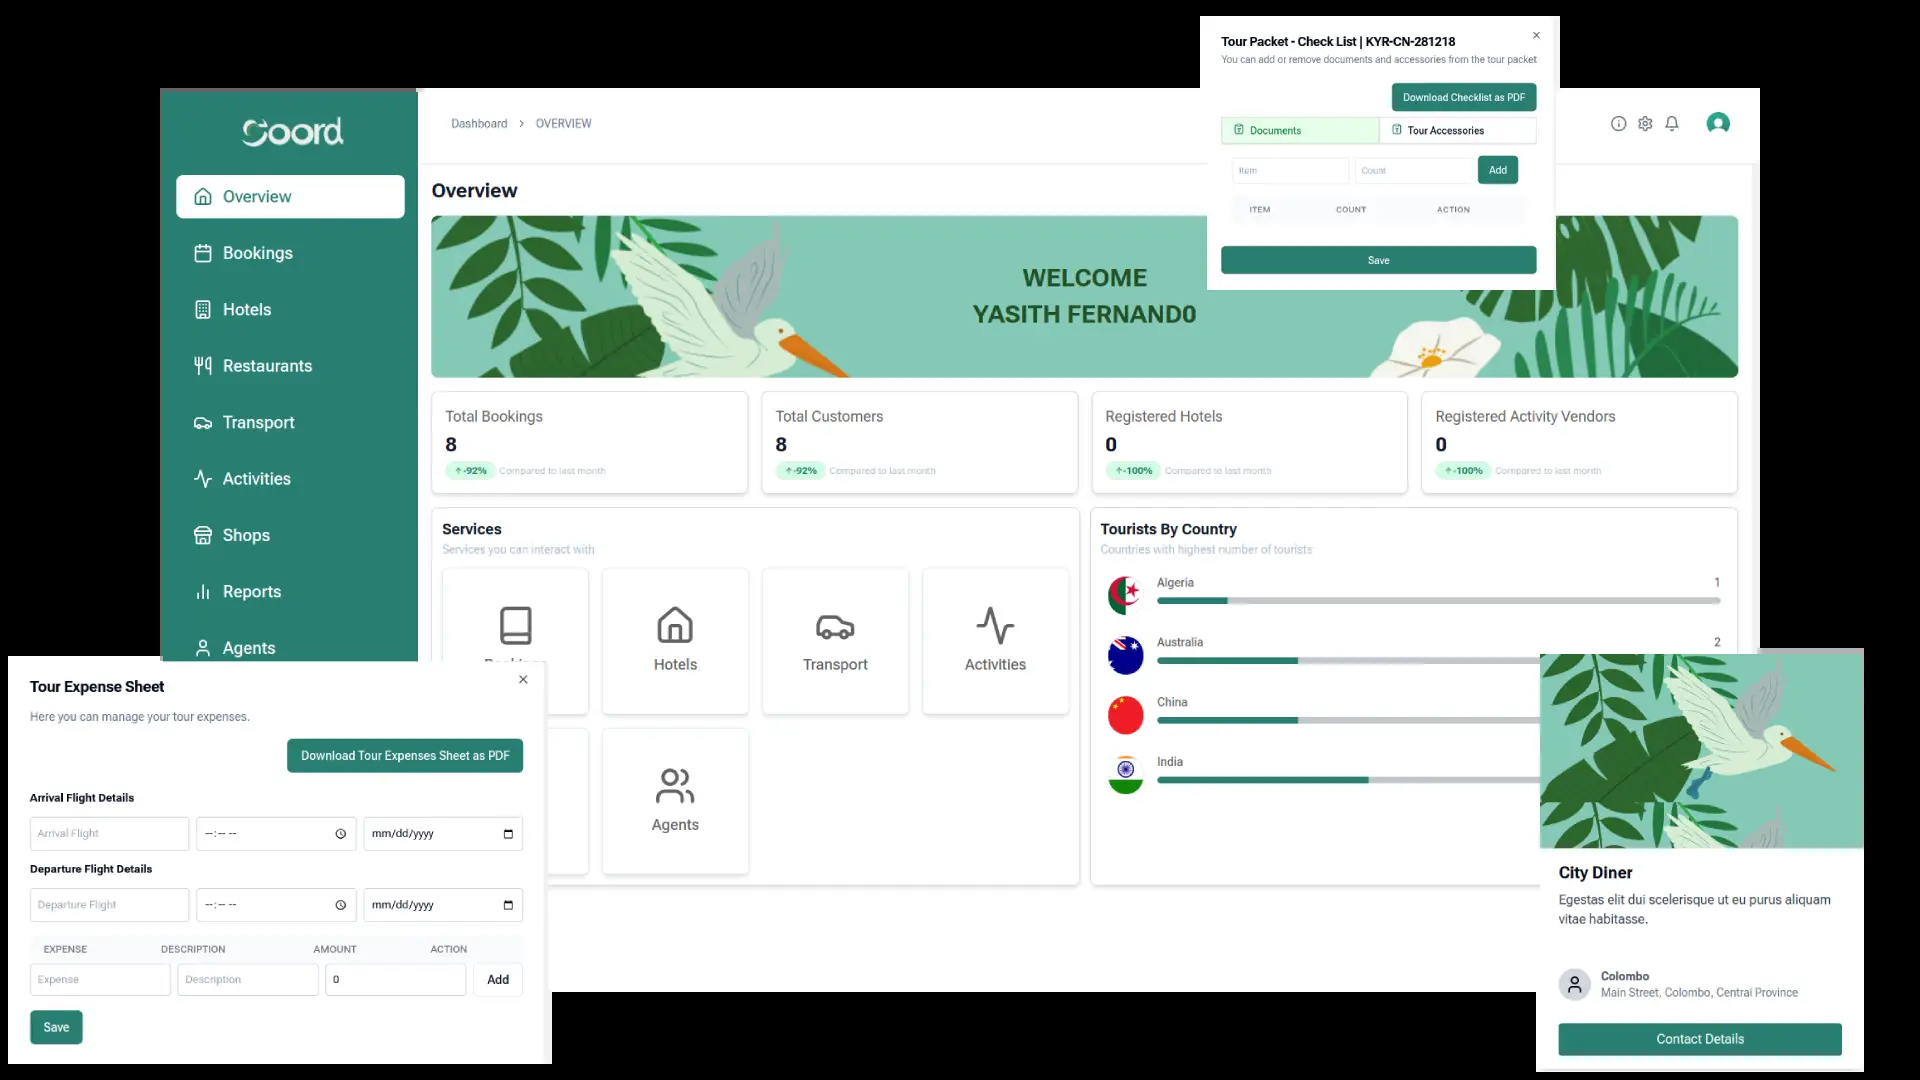 Coord
Overview
Bookings
Hotels
Restaurants
Transport
Activities
Shops
Reports
Agents
Dashboard > OVERVIEW
Overview
WELCOME
YASITH FERNAND0
Total Bookings
8
↑-92% Compared to last month
Total Customers
8
↑-92% Compared to last month
Registered Hotels
0
↑-100% Compared to last month
Registered Activity Vendors
0
↑-100% Compared to last month
Services
Services you can interact with
Hotels
Transport
Activities
Agents
Tourists By Country
Countries with highest number of tourists
Algeria 1
Australia 2
China
India
Tour Packet - Check List | KYR-CN-281218
You can add or remove documents and accessories from the tour packet
Download Checklist as PDF
Documents Tour Accessories
Item Count Add
ITEM COUNT ACTION
Save
Tour Expense Sheet
Here you can manage your tour expenses.
Download Tour Expenses Sheet as PDF
Arrival Flight Details
Arrival Flight --:-- -- mm/dd/yyyy
Departure Flight Details
Departure Flight --:-- -- mm/dd/yyyy
EXPENSE DESCRIPTION AMOUNT ACTION
Expense Description 0 Add
Save
City Diner
Egestas elit dui scelerisque ut eu purus aliquam
vitae habitasse.
Colombo
Main Street, Colombo, Central Province
Contact Details